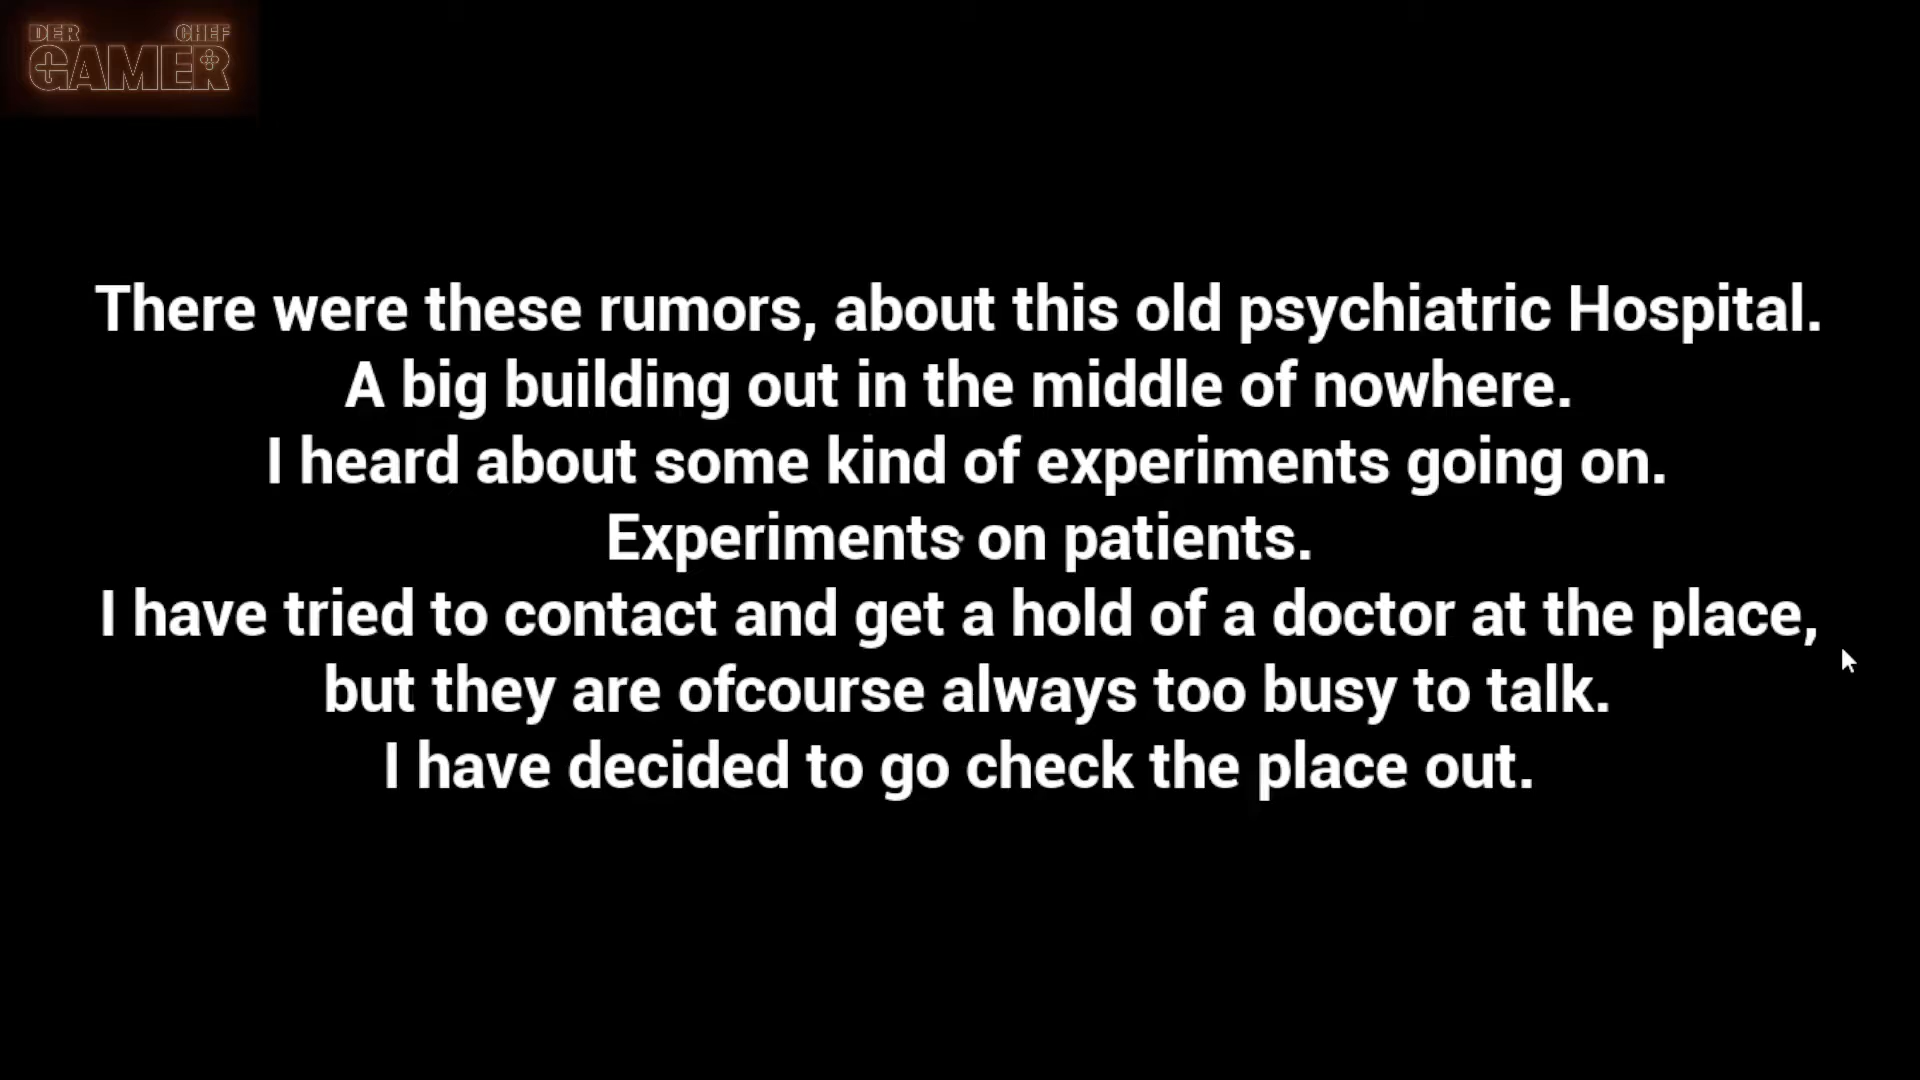 DER CHEF
GAMER
There were these rumors, about this old psychiatric Hospital.
A big building out in the middle of nowhere.
I heard about some kind of experiments going on.
Experiments on patients.
I have tried to contact and get a hold of a doctor at the place,
but they are ofcourse always too busy to talk.
I have decided to go check the place out.